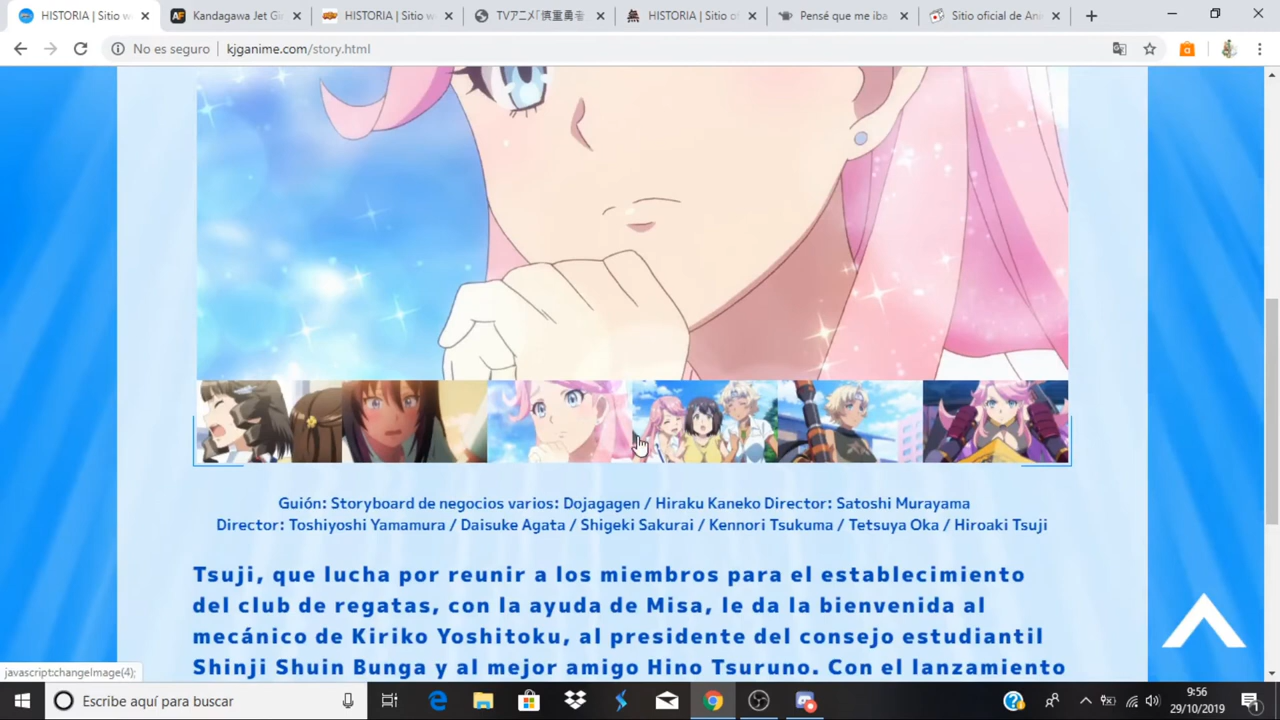 HISTORIA | Sitio w
Kandagawa Jet Gir
HISTORIA | Sitio we
TVアニメ「慎重勇者
HISTORIA | Sitio of
Pensé que me iba
Sitio oficial de Ani
No es seguro
kjganime.com/story.html
Guión: Storyboard de negocios varios: Dojagagen / Hiraku Kaneko Director: Satoshi Murayama
Director: Toshiyoshi Yamamura / Daisuke Agata / Shigeki Sakurai / Kennori Tsukuma / Tetsuya Oka / Hiroaki Tsuji
Tsuji, que lucha por reunir a los miembros para el establecimiento
del club de regatas, con la ayuda de Misa, le da la bienvenida al
mecánico de Kiriko Yoshitoku, al presidente del consejo estudiantil
Shinji Shuin Bunga y al mejor amigo Hino Tsuruno. Con el lanzamiento
javascript:changeImage(4);
Escribe aquí para buscar
9:56
29/10/2019